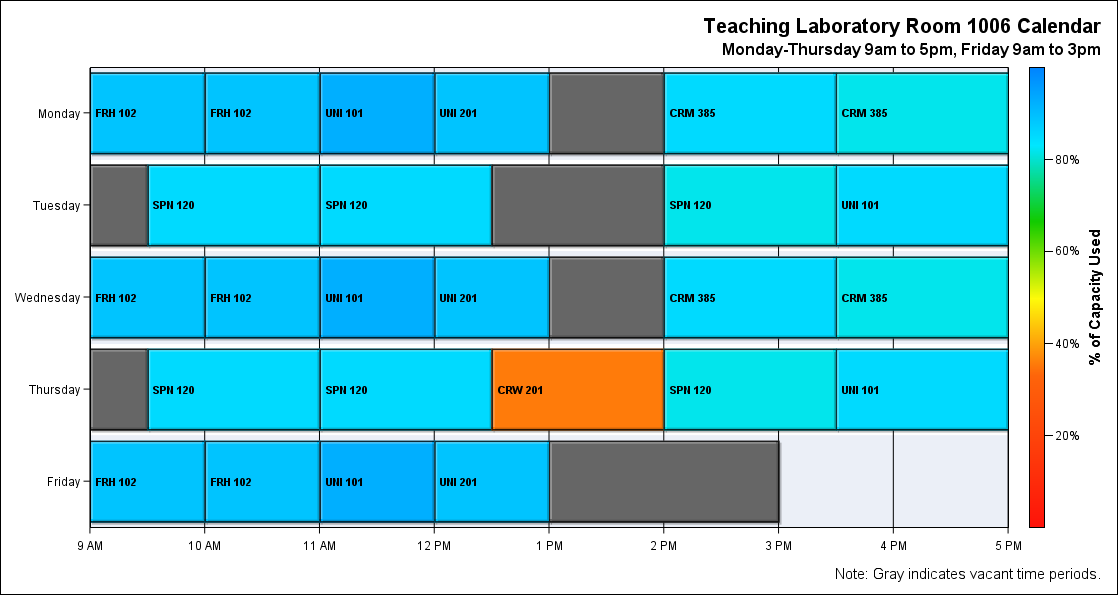 Teaching Laboratory Room 1006 Calendar
Monday-Thursday 9am to 5pm, Friday 9am to 3pm
Monday FRH 102 FRH 102 UNI 101 UNI 201 CRM 385 CRM 385
80%
Tuesday SPN 120 SPN 120 SPN 120 UNI 101
60%
% of Capacity Used
Wednesday FRH 102 FRH 102 UNI 101 UNI 201 CRM 385 CRM 385
40%
Thursday SPN 120 SPN 120 CRW 201 SPN 120 UNI 101
20%
Friday FRH 102 FRH 102 UNI 101 UNI 201
9 AM 10 AM 11 AM 12 PM 1 PM 2 PM 3 PM 4 PM 5 PM
Note: Gray indicates vacant time periods.